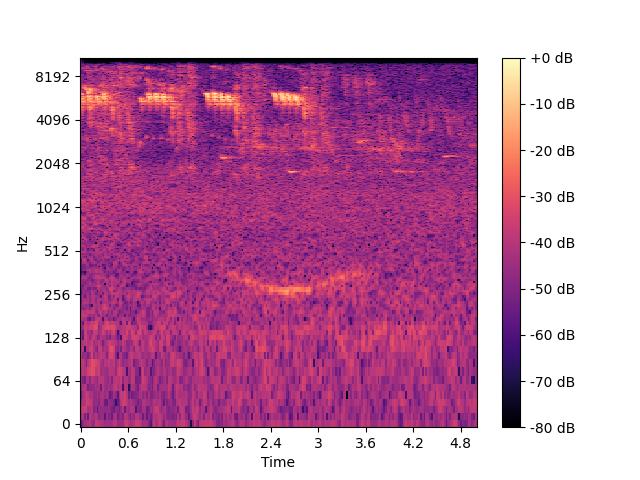 8192
4096
2048
1024
512
256
128
64
0
Hz
0 0.6 1.2 1.8 2.4 3 3.6 4.2 4.8
Time
+0 dB
-10 dB
-20 dB
-30 dB
-40 dB
-50 dB
-60 dB
-70 dB
-80 dB